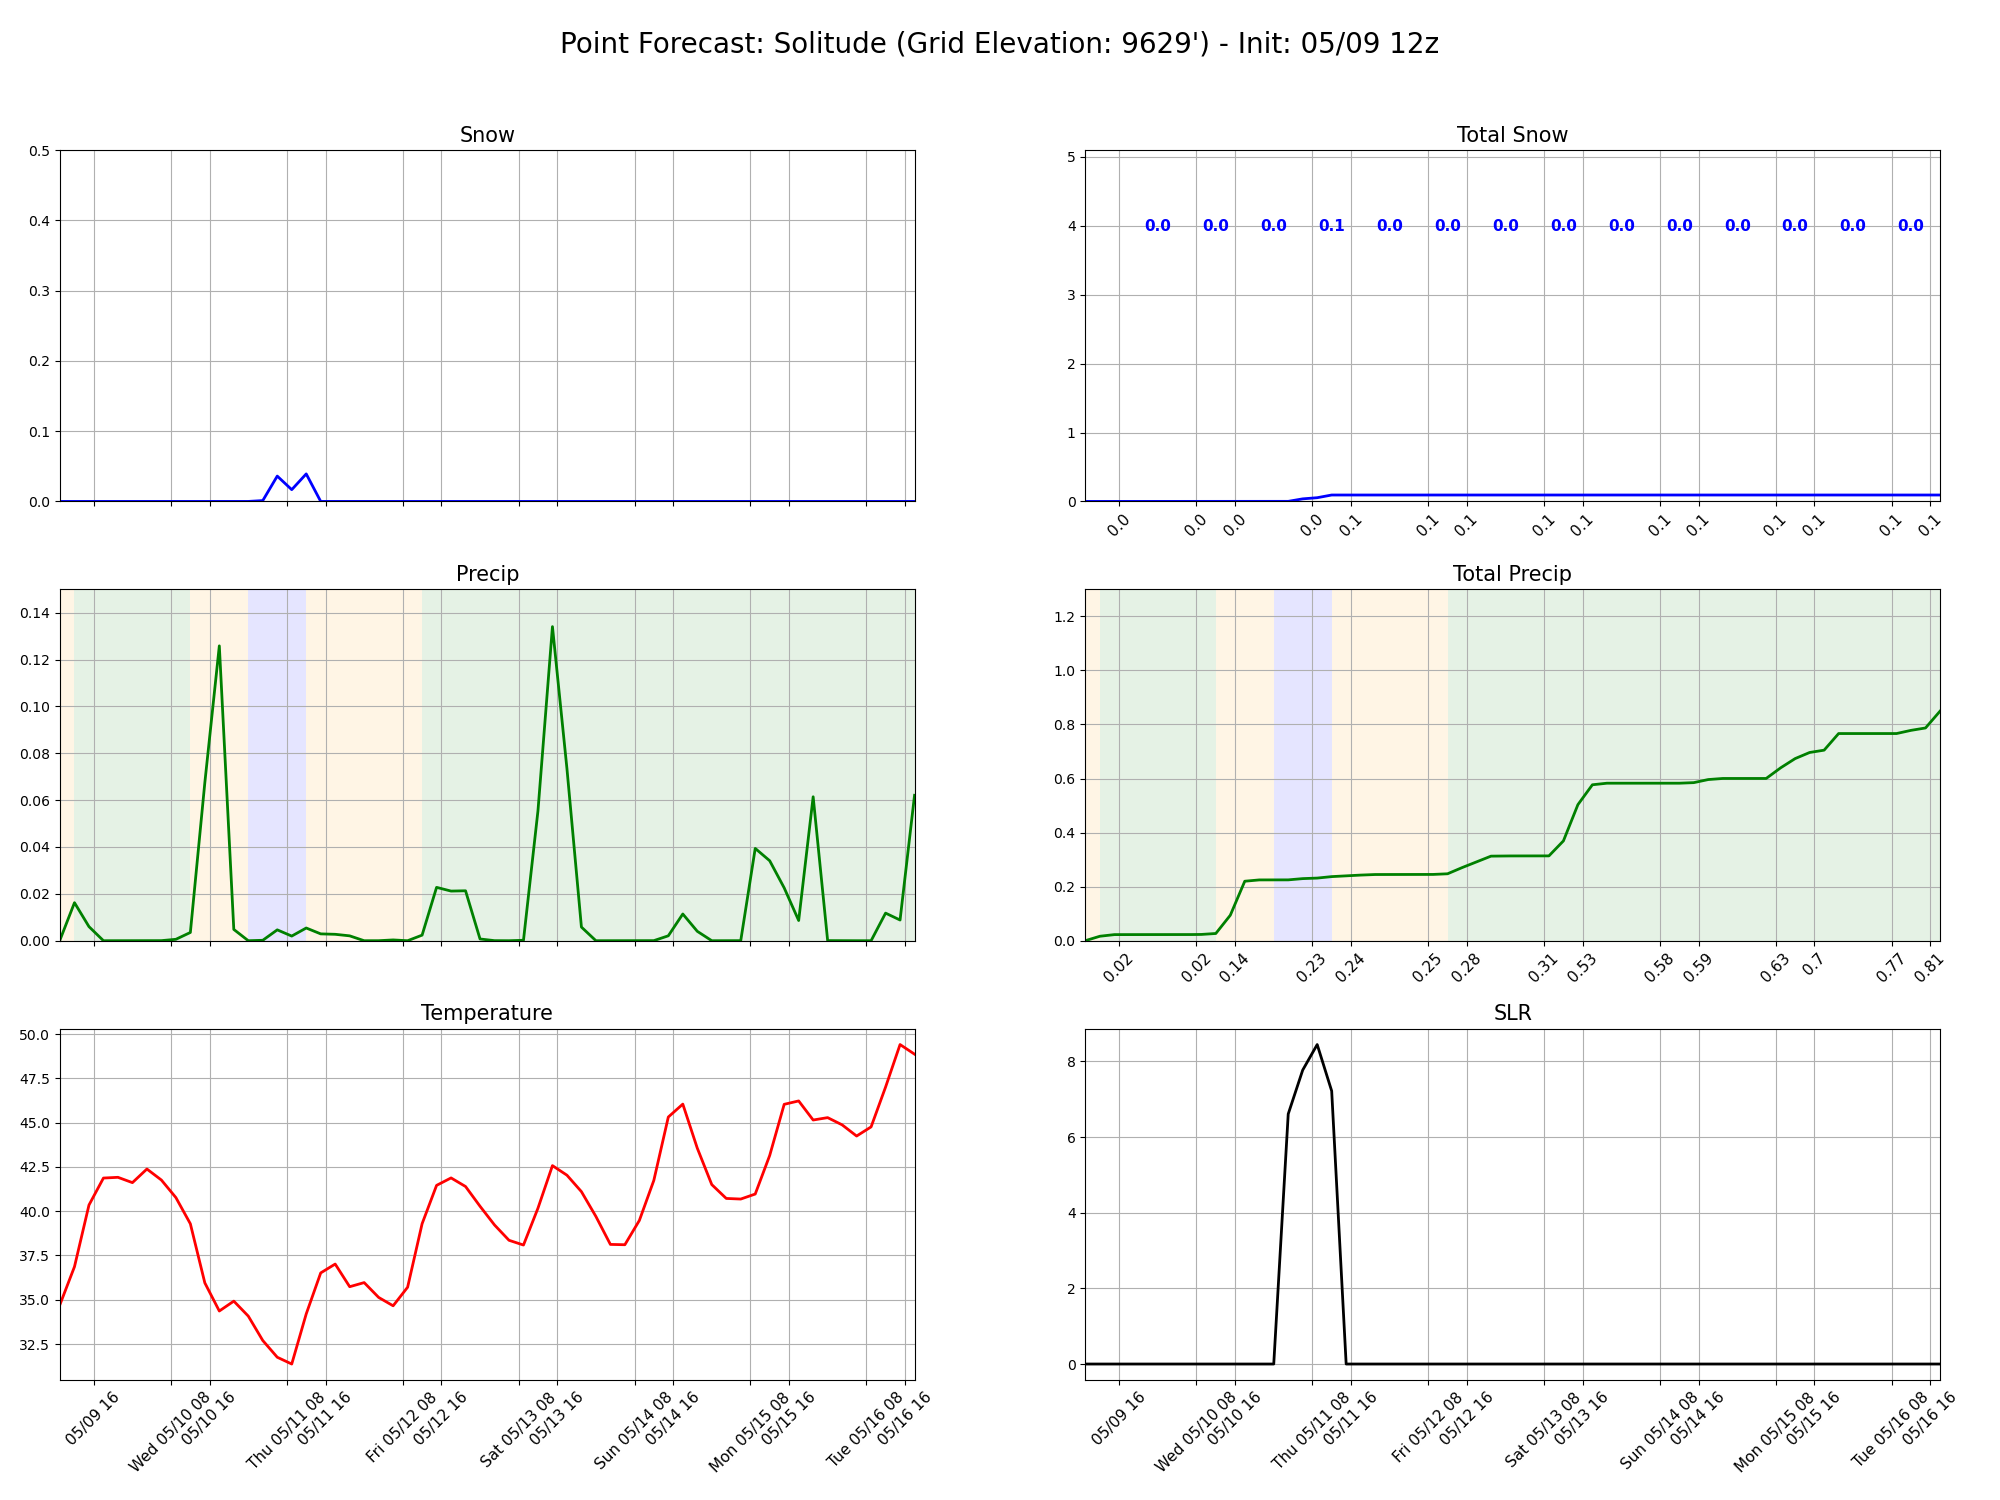 Point Forecast: Solitude (Grid Elevation: 9629') - Init: 05/09 12z
Snow
0.5
0.4
0.3
0.2
0.1
0.0
Total Snow
5
4
3
2
1
0
0.0 0.0 0.0 0.1 0.0 0.0 0.0 0.0 0.0 0.0 0.0 0.0 0.0 0.0
0.0 0.0 0.0 0.0 0.1 0.1 0.1 0.1 0.1 0.1 0.1 0.1 0.1 0.1 0.1
Precip
0.14
0.12
0.10
0.08
0.06
0.04
0.02
0.00
Total Precip
1.2
1.0
0.8
0.6
0.4
0.2
0.0
0.02 0.02 0.14 0.23 0.24 0.25 0.28 0.31 0.53 0.58 0.59 0.63 0.7 0.77 0.81
Temperature
50.0
47.5
45.0
42.5
40.0
37.5
35.0
32.5
05/09 16
Wed 05/10 08
05/10 16
Thu 05/11 08
05/11 16
Fri 05/12 08
05/12 16
Sat 05/13 08
05/13 16
Sun 05/14 08
05/14 16
Mon 05/15 08
05/15 16
Tue 05/16 08
05/16 16
SLR
8
6
4
2
0
05/09 16
Wed 05/10 08
05/10 16
Thu 05/11 08
05/11 16
Fri 05/12 08
05/12 16
Sat 05/13 08
05/13 16
Sun 05/14 08
05/14 16
Mon 05/15 08
05/15 16
Tue 05/16 08
05/16 16